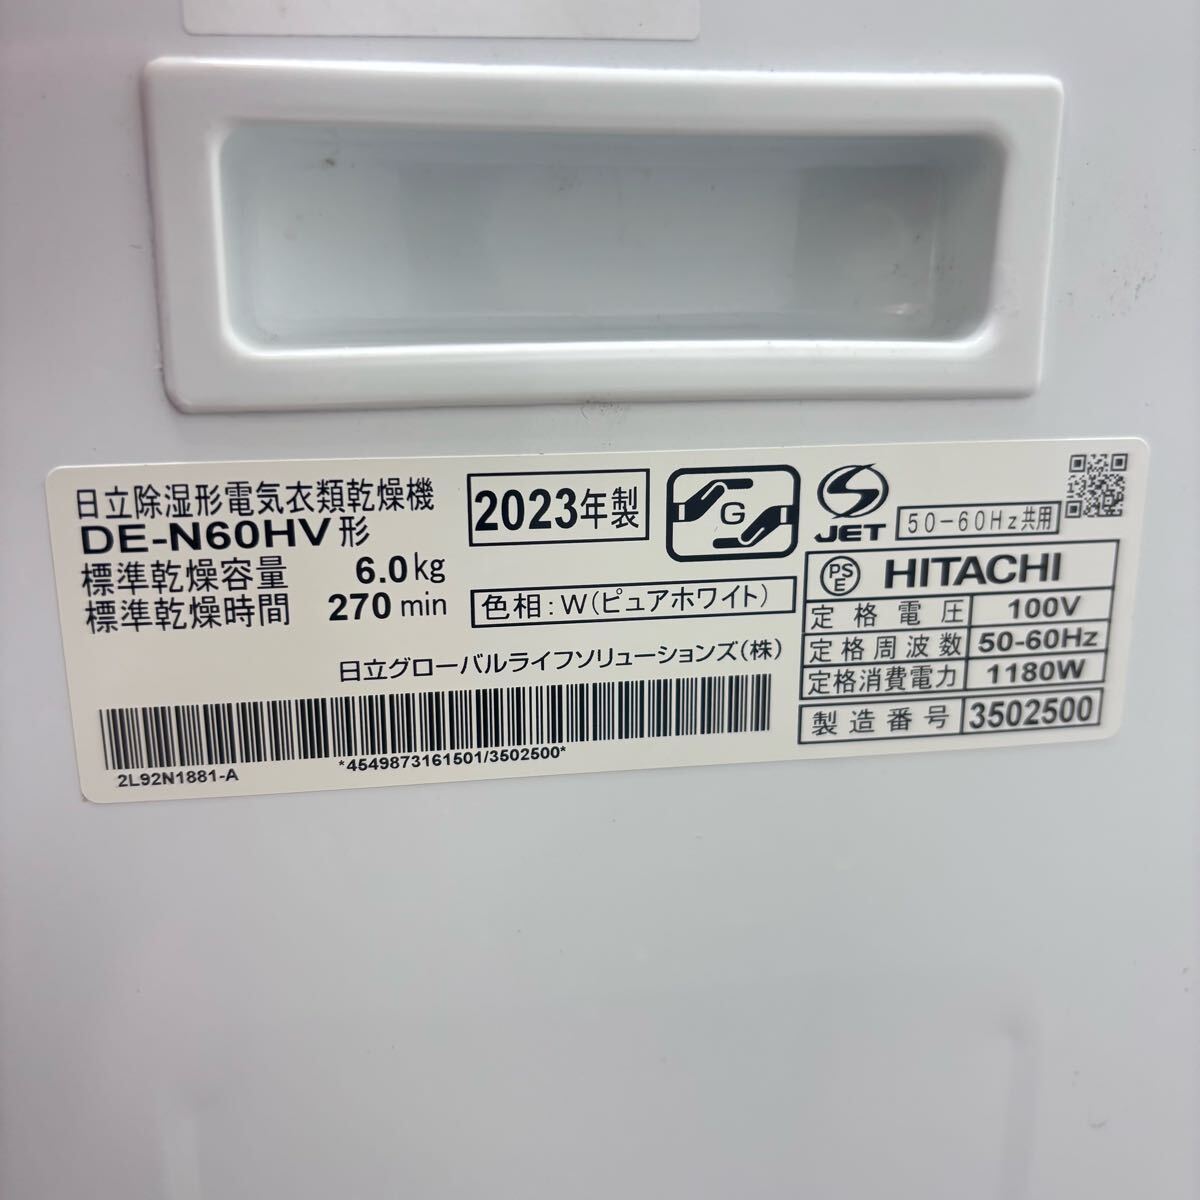 日立除湿形電気衣類乾燥機
DE-N60HV形
標準乾燥容量 6.0kg
標準乾燥時間 270 min
2023年製
G
色相:W(ピュアホワイト)
日立グローバルライフソリューションズ(株)
2L92N1881-A
*4549873161501/3502500*
S
JET
50-60Hz共用
PS
E
HITACHI
定格電圧 100V
定格周波数 50-60Hz
定格消費電力 1180W
製造番号 3502500